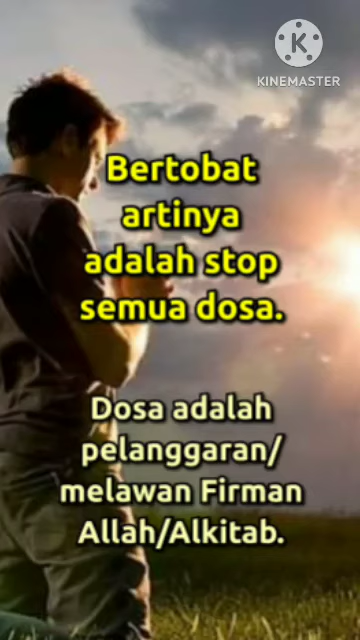 K
KINEMASTER
Bertobat
artinya
adalah stop
semua dosa.
Dosa adalah
pelanggaran/
melawan Firman
Allah/Alkitab.